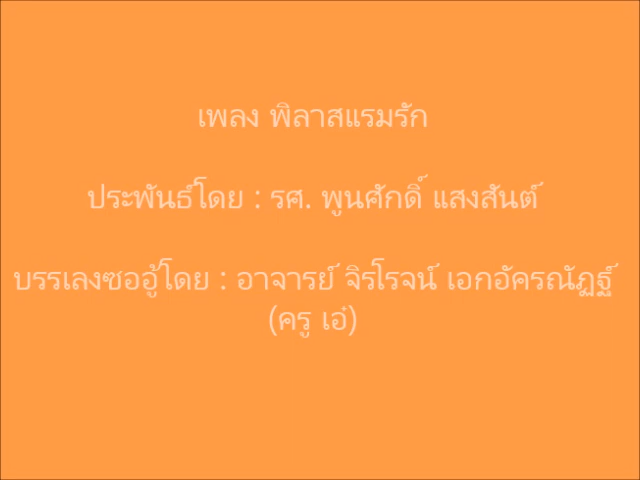 เพลง พิลาสแรมรัก
ประพันธ์โดย : รศ. พูนศักดิ์ แสงสันต์
บรรเลงซออู้โดย : อาจารย์ จิรโรจน์ เอกอัครณัฏฐ์
(ครู เอ๋)